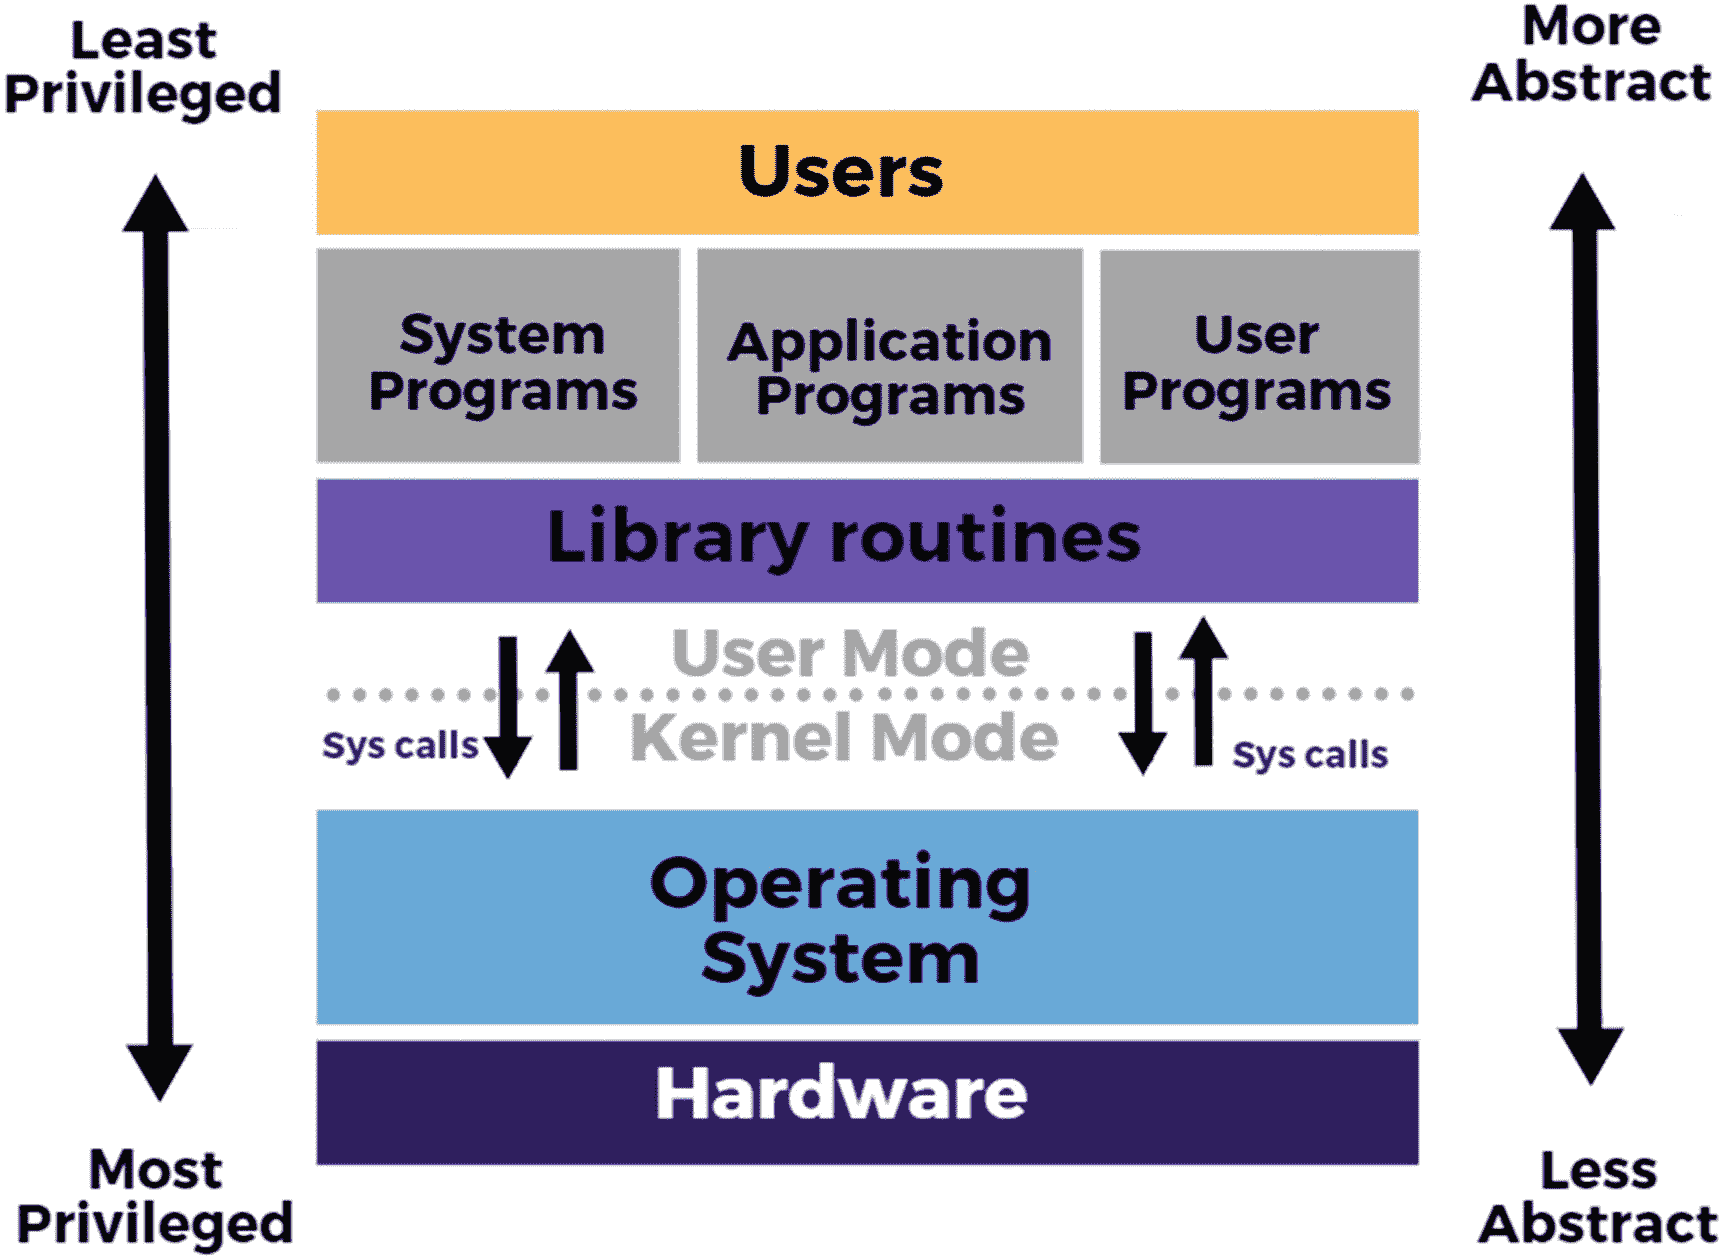 Least
Privileged
More
Abstract
Users
System
Programs
Application
Programs
User
Programs
Library routines
User Mode
Kernel Mode
Sys calls
Sys calls
Operating
System
Hardware
Most
Privileged
Less
Abstract